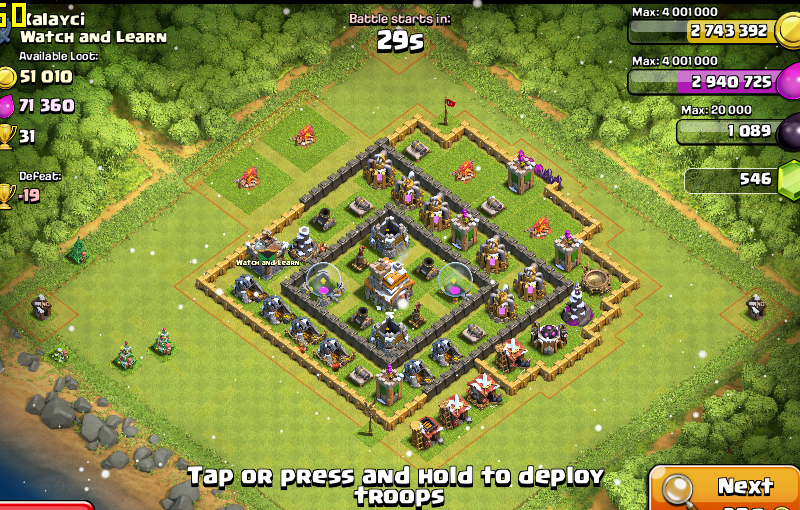 Kalayci
Watch and Learn
Available Loot:
51 010
71 360
31
Defeat:
-19
Battle starts in:
29s
Max: 4 001 000
2 743 392
Max: 4 001 000
2 940 725
Max: 20 000
1 089
546
Watch and Learn
Tap or press and hold to deploy
troops
Next